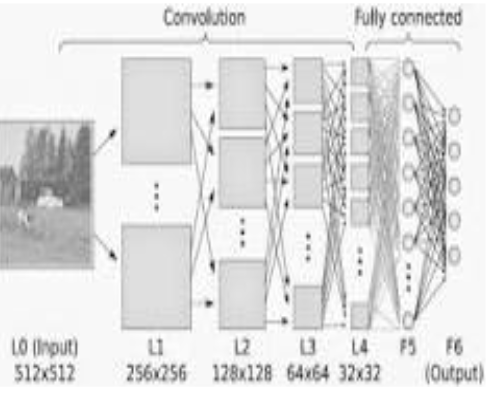 Convolution Fully connected
L0 (Input) L1 L2 L3 L4 F5 F6
512x512 256x256 128x128 64x64 32x32 (Output)